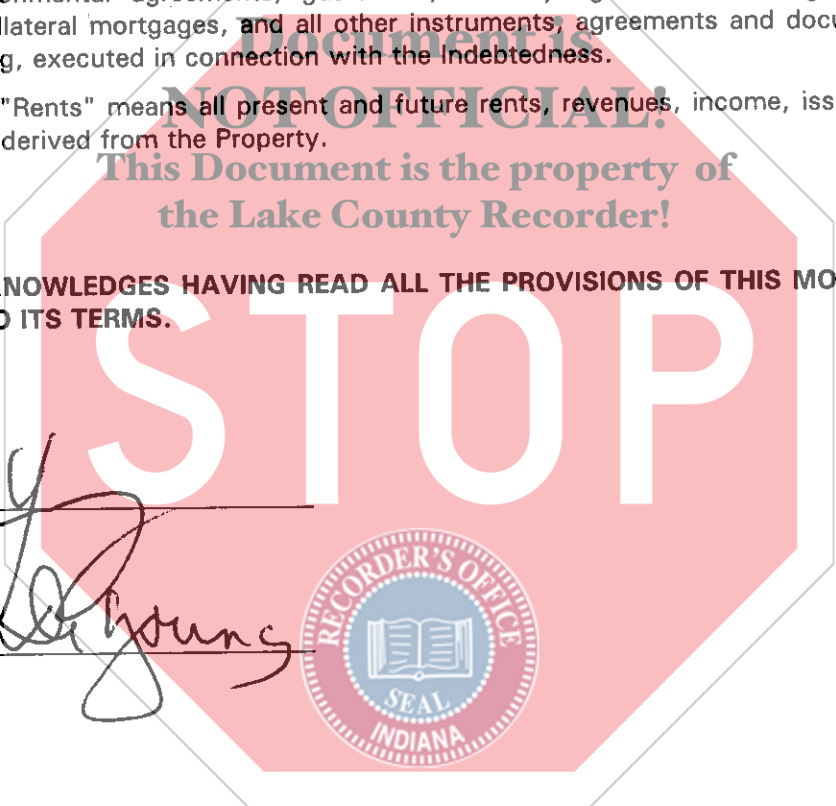 llateral mortgages, and all other instruments, agreements and docu
g, executed in connection with the Indebtedness.
Document is
"Rents" means all present and future rents, revenues, income, iss
NOT OFFICIAL!
derived from the Property.
This Document is the property of
the Lake County Recorder!
NOWLEDGES HAVING READ ALL THE PROVISIONS OF THIS MO
ITS TERMS.
STOP
Young
RECORDER'S OFFICE
SEAL
INDIANA